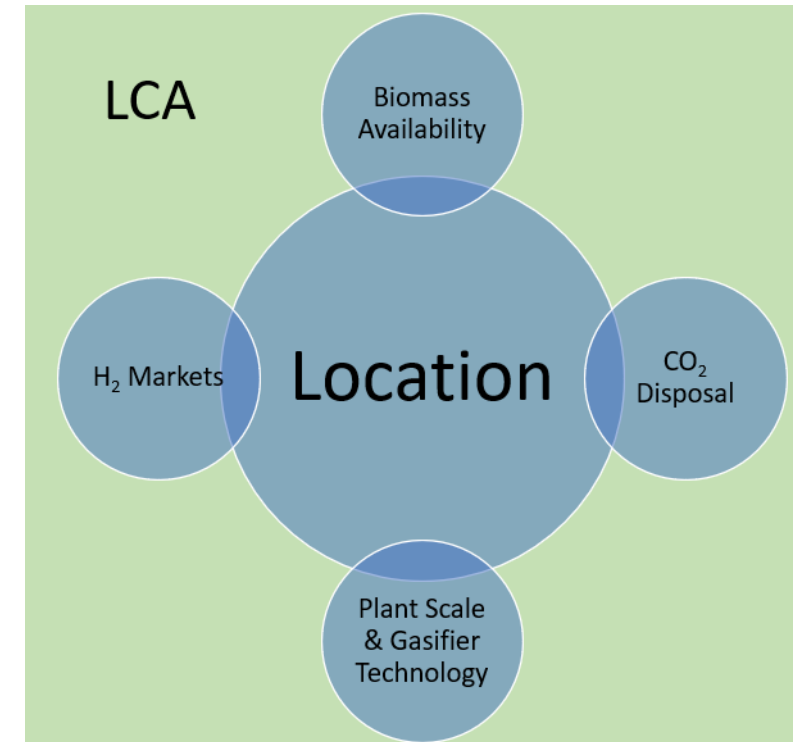 LCA
Biomass
Availability
H₂ Markets
Location
CO₂
Disposal
Plant Scale
& Gasifier
Technology